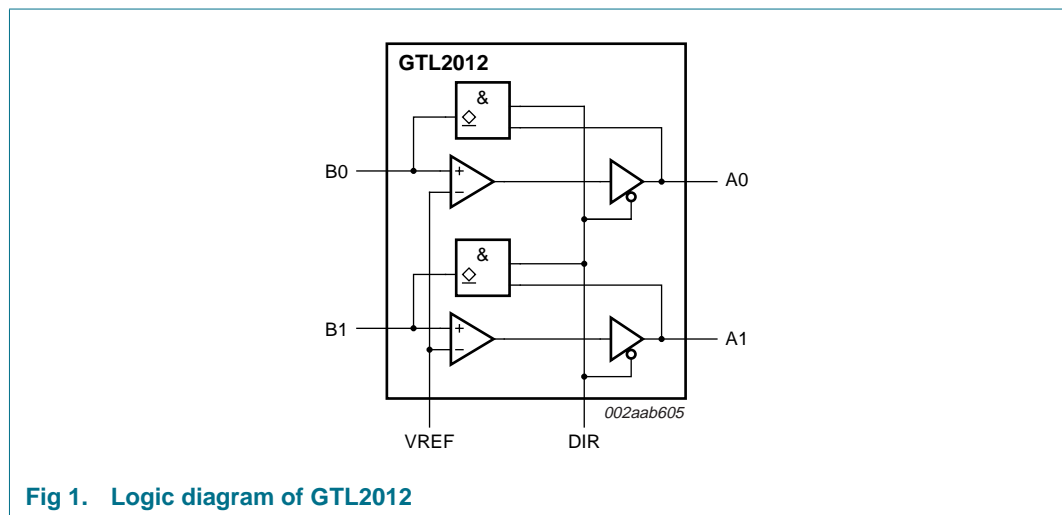 GTL2012
&
B0
+
−
A0
&
B1
+
−
A1
002aab605
VREF
DIR
Fig 1. Logic diagram of GTL2012